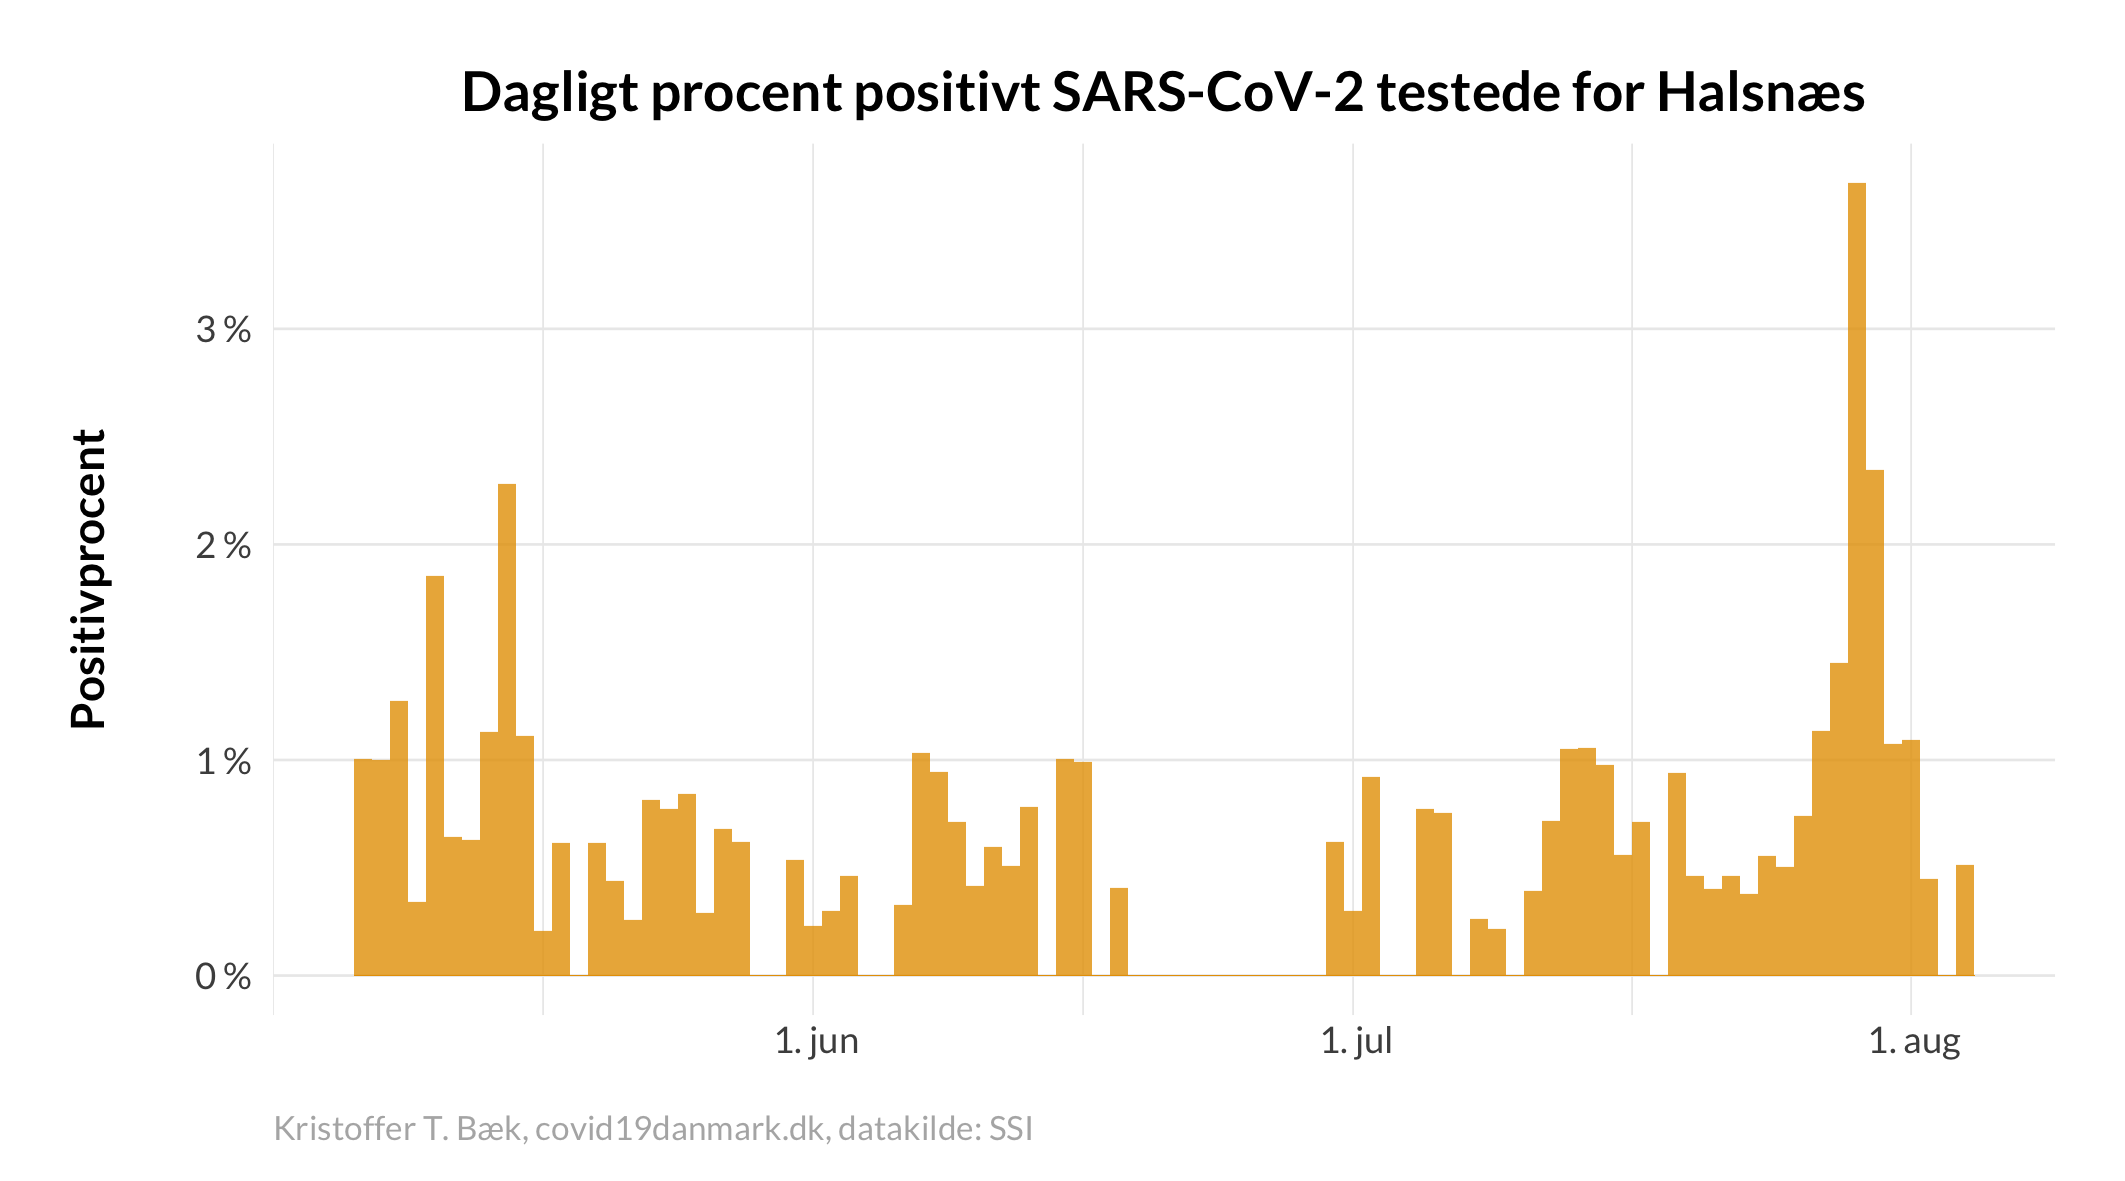 Dagligt procent positivt SARS-CoV-2 testede for Halsnæs
Positivprocent
3 %
2 %
1 %
0 %
1. jun
1. jul
1. aug
Kristoffer T. Bæk, covid19danmark.dk, datakilde: SSI